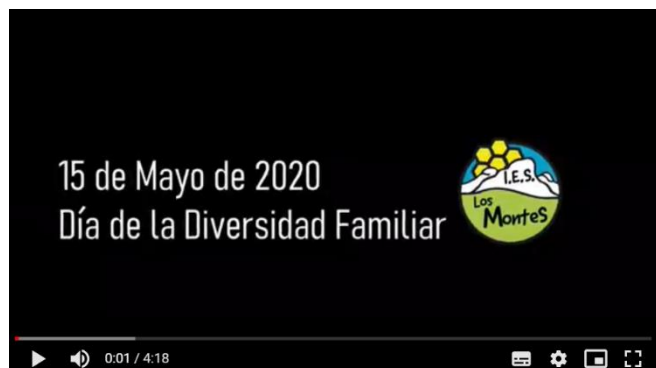 15 de Mayo de 2020
Día de la Diversidad Familiar
I.E.S.
Los
Montes
0:01 / 4:18